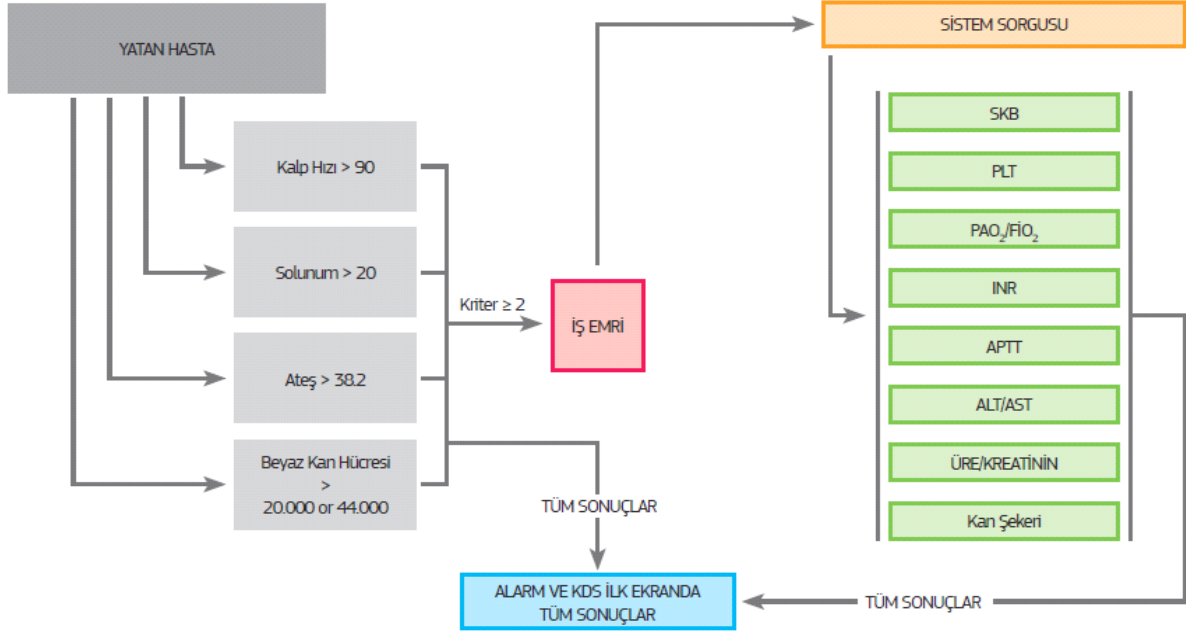 YATAN HASTA
SİSTEM SORGUSU
Kalp Hızı > 90
Solunum > 20
Ateş > 38.2
Beyaz Kan Hücresi
>
20.000 or 44.000
Kriter ≥ 2
İŞ EMRİ
SKB
PLT
PAO₂/FİO₂
INR
APTT
ALT/AST
ÜRE/KREATİNİN
Kan Şekeri
TÜM SONUÇLAR
ALARM VE KDS İLK EKRANDA
TÜM SONUÇLAR
TÜM SONUÇLAR